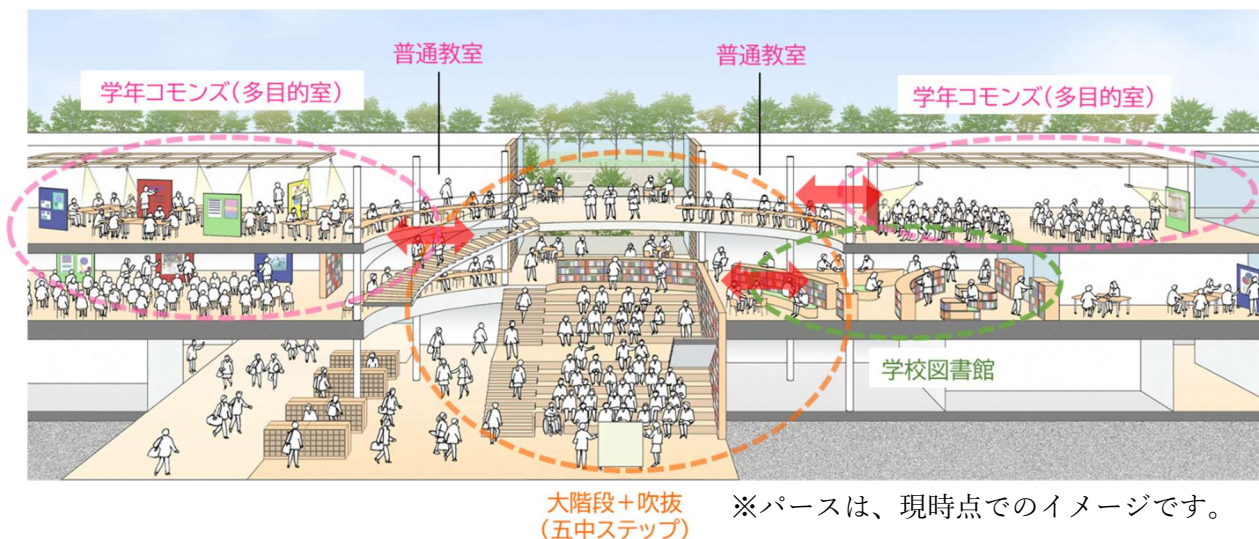 普通教室
普通教室
学年コモンズ(多目的室)
学年コモンズ(多目的室)
学校図書館
大階段+吹抜
(五中ステップ)
※パースは、現時点でのイメージです。